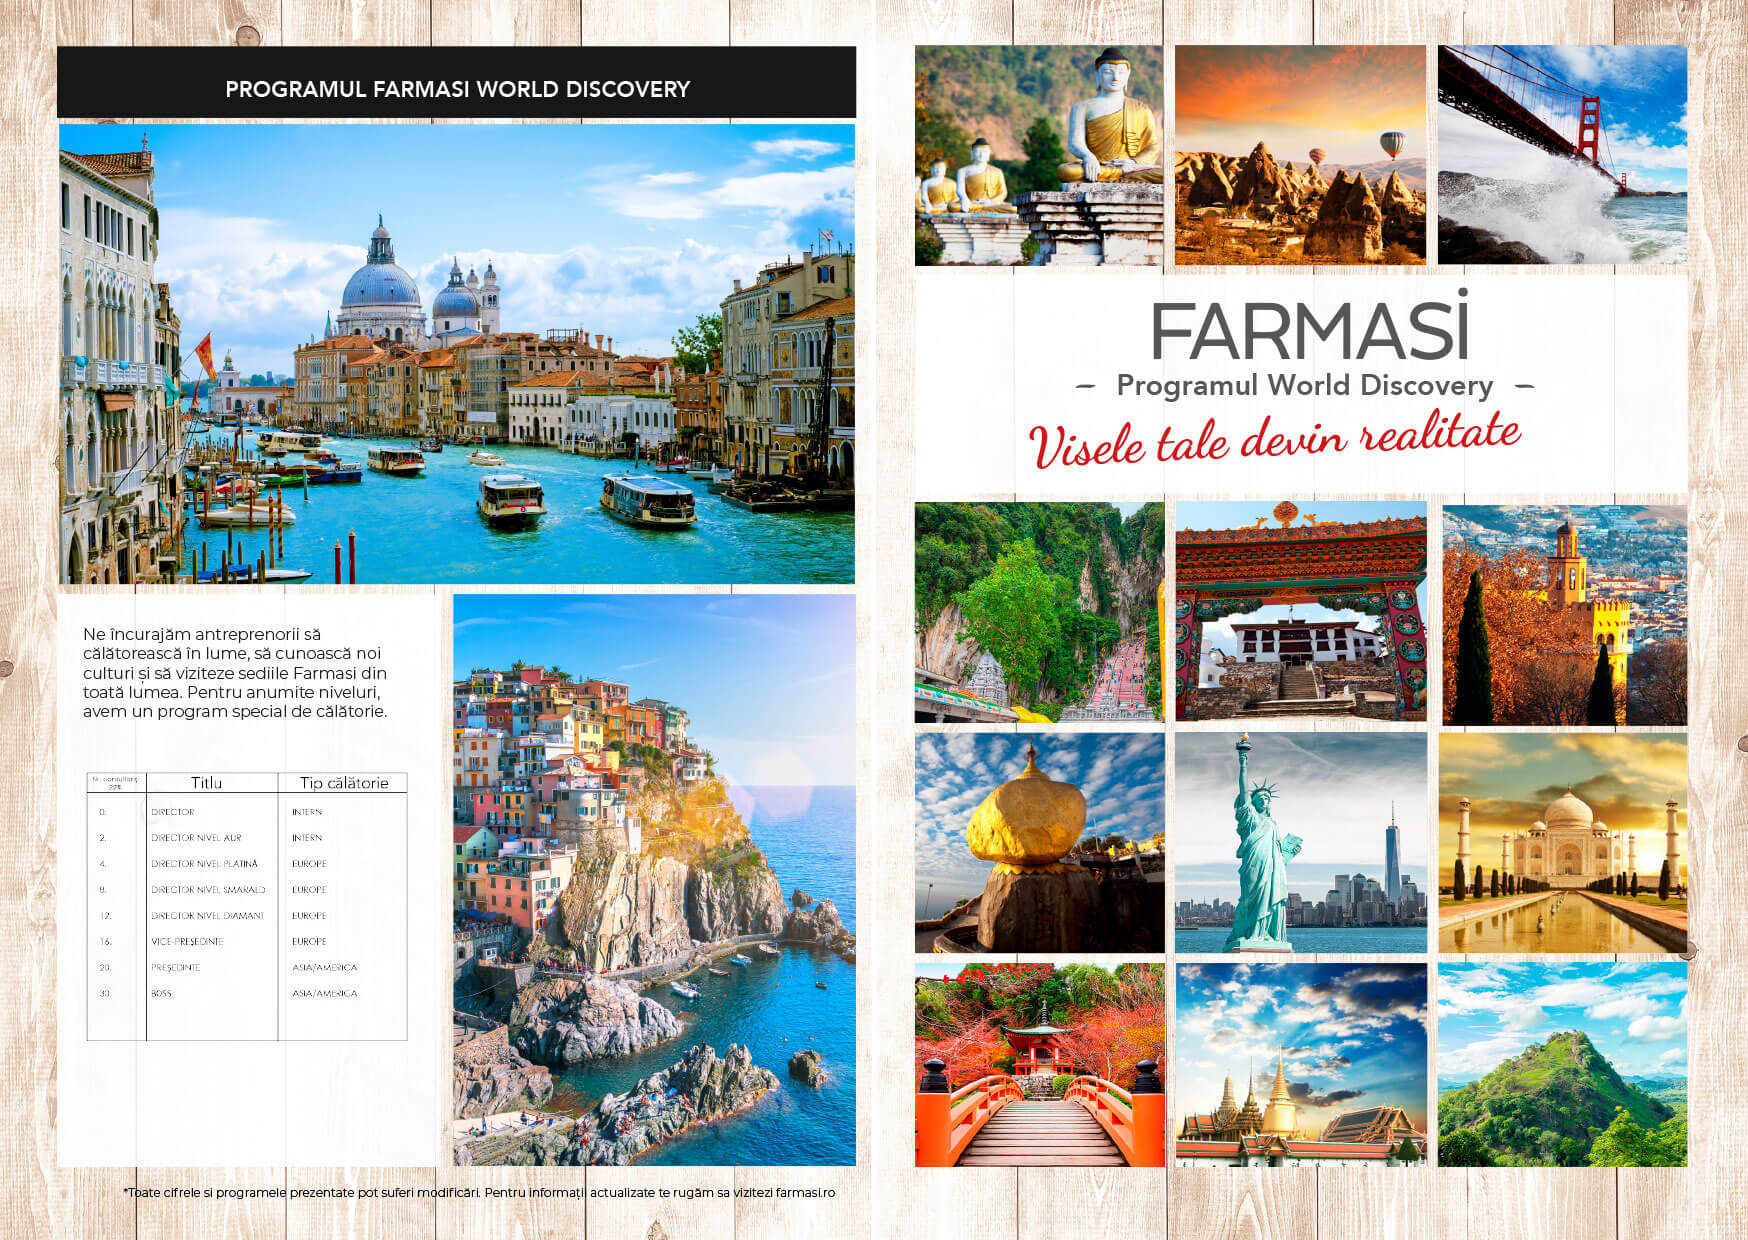 PROGRAMUL FARMASI WORLD DISCOVERY
Ne încurajăm antreprenorii să
călătorească în lume, să cunoască noi
culturi și să viziteze sediile Farmasi din
toată lumea. Pentru anumite niveluri,
avem un program special de călătorie.
Nr. consultanți 22% Titlu Tip călătorie
0. DIRECTOR INTERN
2. DIRECTOR NIVEL AUR INTERN
4. DIRECTOR NIVEL PLATINĂ EUROPE
8. DIRECTOR NIVEL SMARALD EUROPE
12. DIRECTOR NIVEL DIAMANT EUROPE
16. VICE-PREȘEDINTE EUROPE
20. PREȘEDINTE ASIA/AMERICA
30. BOSS ASIA/AMERICA
*Toate cifrele si programele prezentate pot suferi modificări. Pentru informații actualizate te rugăm sa vizitezi farmasi.ro
FARMASİ
- Programul World Discovery -
Visele tale devin realitate